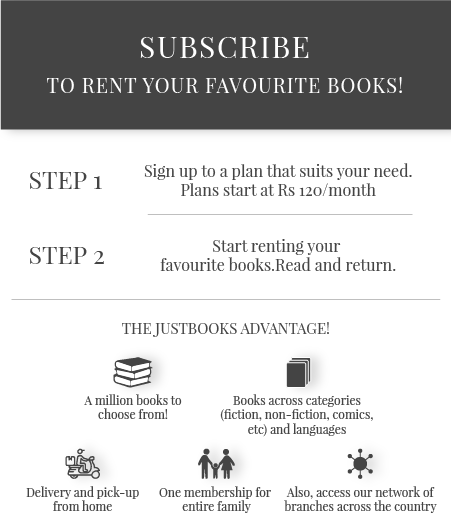 SUBSCRIBE
TO RENT YOUR FAVOURITE BOOKS!
STEP 1
Sign up to a plan that suits your need.
Plans start at Rs 120/month
STEP 2
Start renting your
favourite books.Read and return.
THE JUSTBOOKS ADVANTAGE!
A million books to
choose from!
Books across categories
(fiction, non-fiction, comics,
etc) and languages
Delivery and pick-up
from home
One membership for
entire family
Also, access our network of
branches across the country